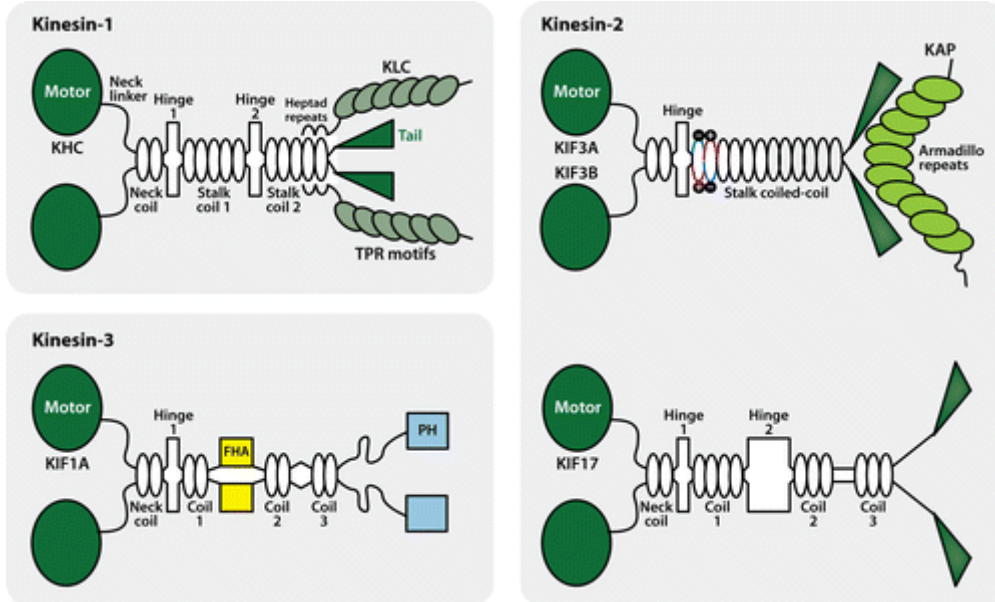 Kinesin-1
Motor
Neck
linker
Hinge
1
Hinge
2
Heptad
repeats
KLC
Tail
KHC
Neck
coil
Stalk
coil 1
Stalk
coil 2
TPR motifs
Kinesin-2
Motor
Hinge
KAP
KIF3A
KIF3B
Armadillo
repeats
Stalk coiled-coil
Kinesin-3
Motor
Hinge
1
FHA
PH
KIF1A
Neck
coil
Coil
1
Coil
2
Coil
3
Motor
Hinge
1
Hinge
2
KIF17
Neck
coil
Coil
1
Coil
2
Coil
3